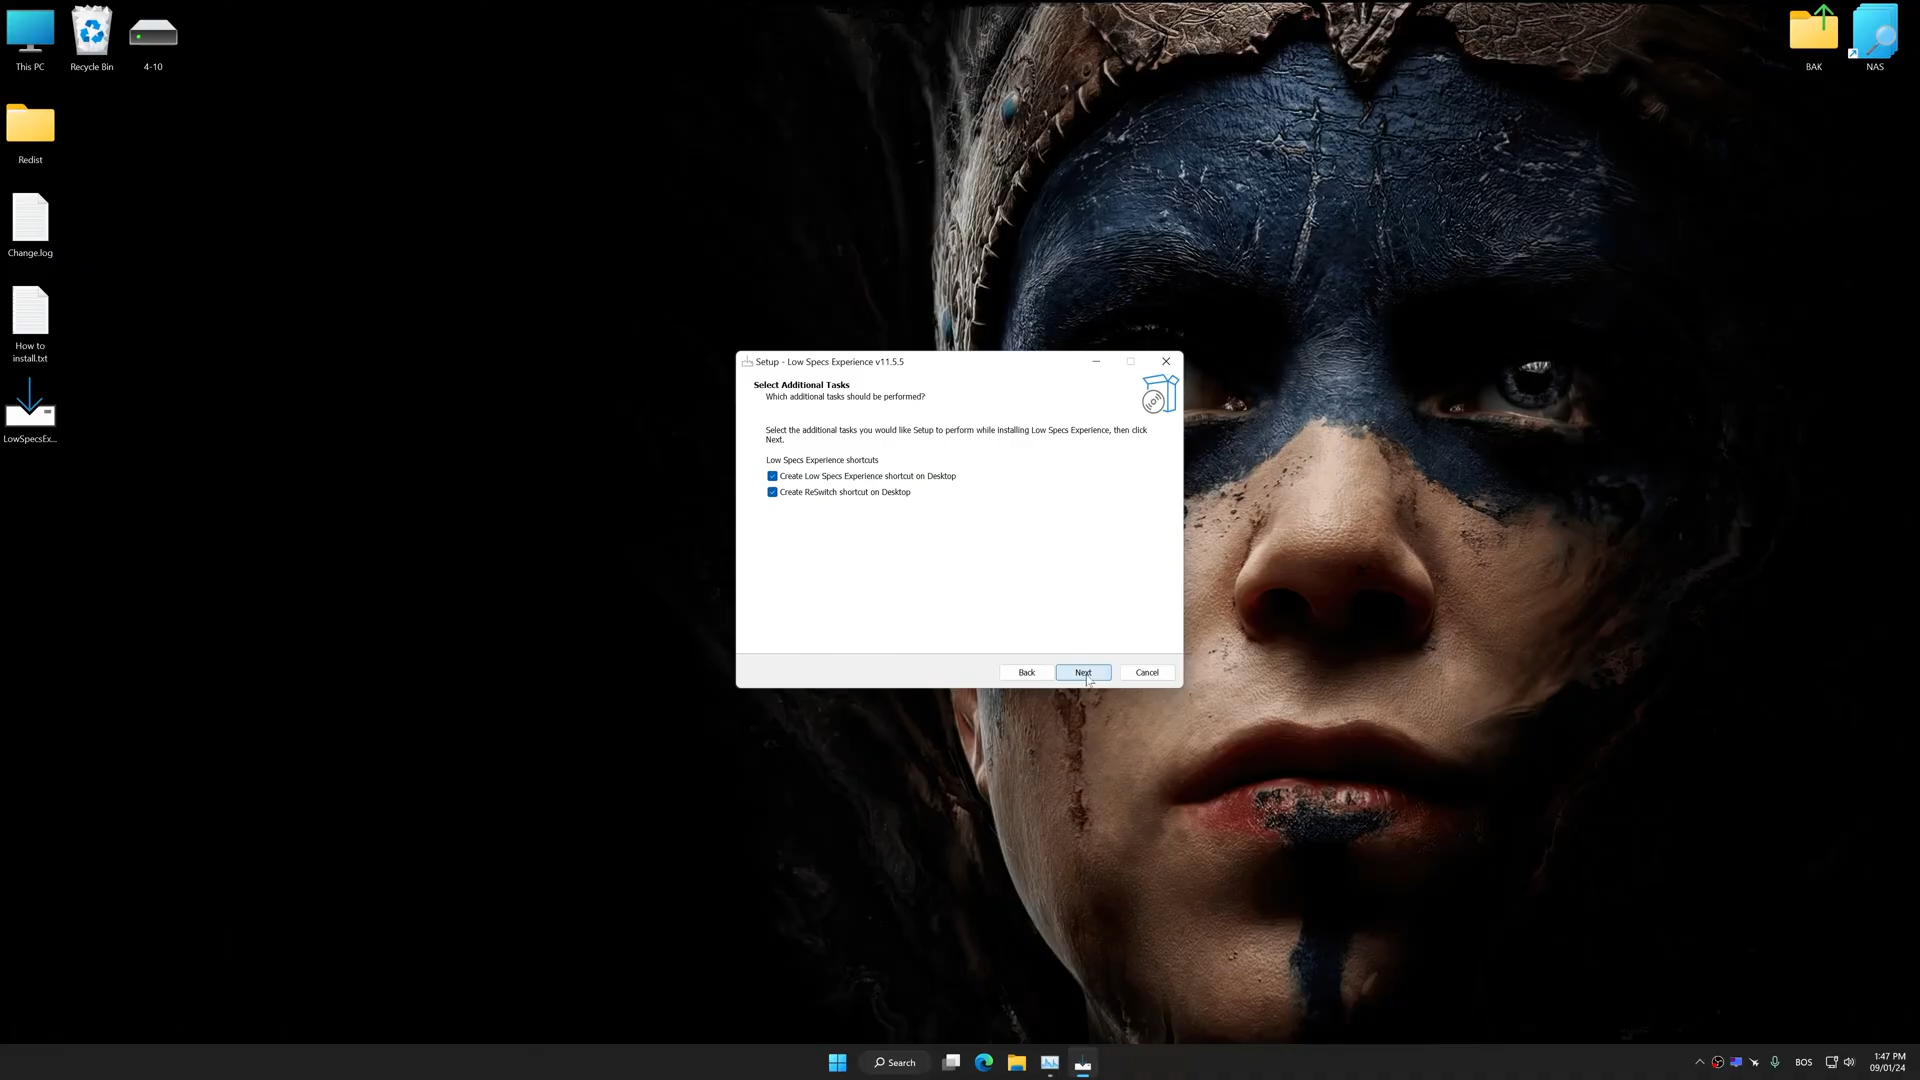 This PC
Recycle Bin
4-10
BAK
NAS
Redist
Change.log
How to
install.txt
LowSpecsEx...
Setup - Low Specs Experience v11.5.5
Select Additional Tasks
Which additional tasks should be performed?
Select the additional tasks you would like Setup to perform while installing Low Specs Experience, then click
Next.
Low Specs Experience shortcuts
Create Low Specs Experience shortcut on Desktop
Create ReSwitch shortcut on Desktop
Back
Next
Cancel
Search
BOS
1:47 PM
09/01/24